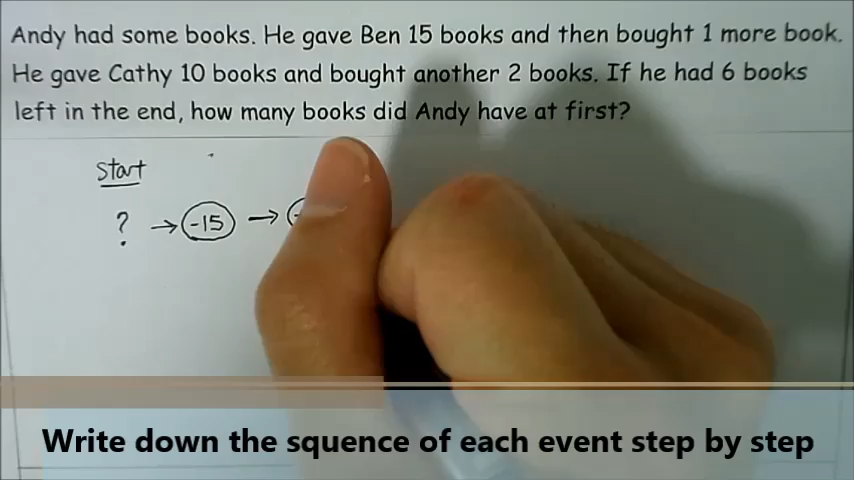 Andy had some books. He gave Ben 15 books and then bought 1 more book.
He gave Cathy 10 books and bought another 2 books. If he had 6 books
left in the end, how many books did Andy have at first?
Start
? → -15 →
Write down the squence of each event step by step